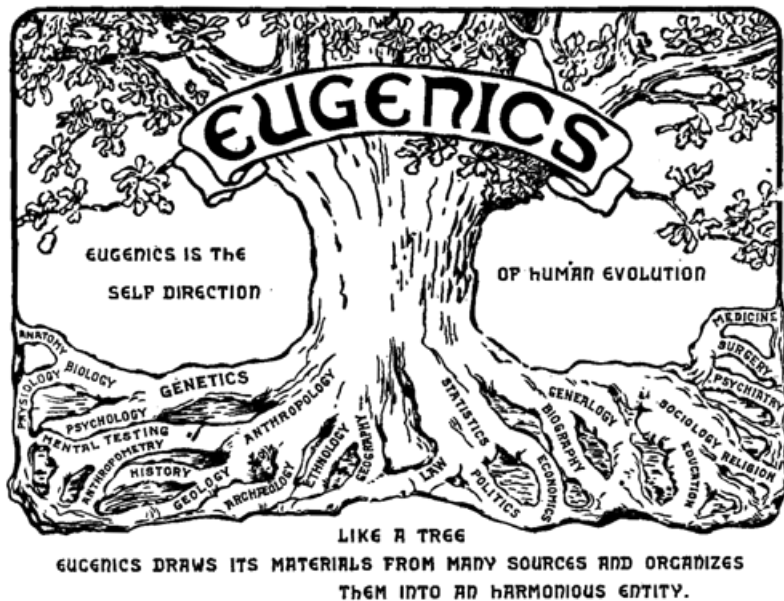 EUGENICS
EUGENICS IS THE
SELF DIRECTION
OF HUMAN EVOLUTION
ANATOMY
PHYSIOLOGY
BIOLOGY
GENETICS
PSYCHOLOGY
MENTAL TESTING
ANTHROPOMETRY
HISTORY
GEOLOGY
ANTHROPOLOGY
ARCHÆOLOGY
ETHNOLOGY
GEOGRAPHY
LAW
STATISTICS
POLITICS
ECONOMICS
BIOGRAPHY
GENEALOGY
EDUCATION
SOCIOLOGY
RELIGION
PSYCHIATRY
SURGERY
MEDICINE
LIKE A TREE
EUGENICS DRAWS ITS MATERIALS FROM MANY SOURCES AND ORGANIZES
THEM INTO AN HARMONIOUS ENTITY.